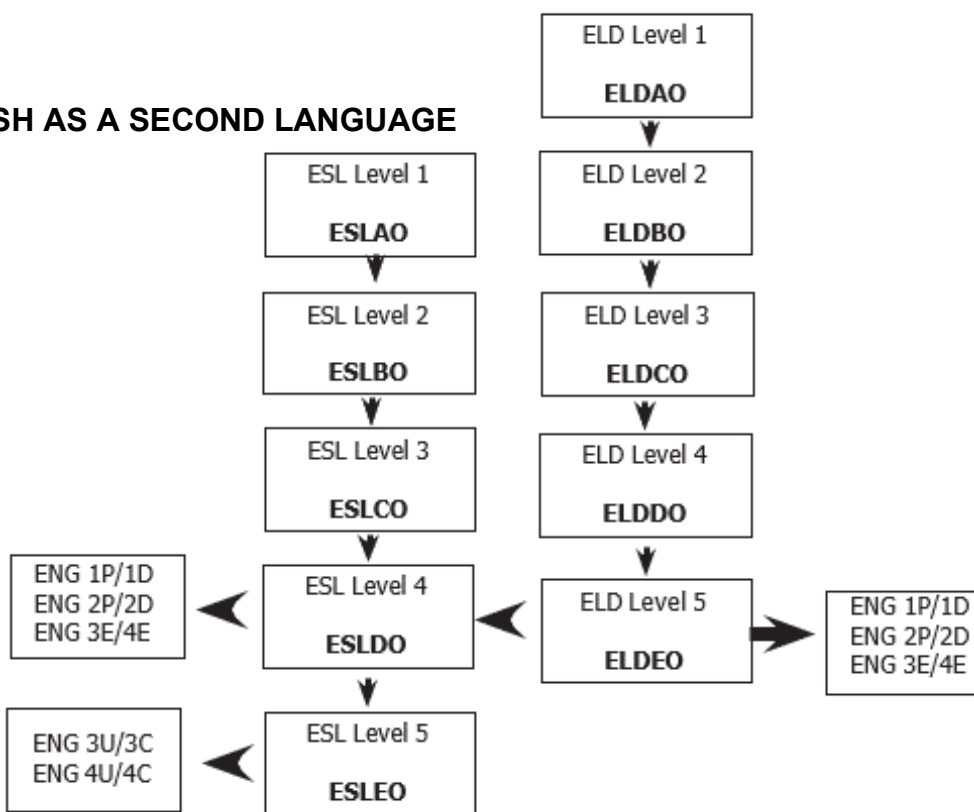 SH AS A SECOND LANGUAGE
ELD Level 1
ELDAO
ESL Level 1
ESLAO
ELD Level 2
ELDBO
ESL Level 2
ESLBO
ELD Level 3
ELDCO
ESL Level 3
ESLCO
ELD Level 4
ELDDO
ENG 1P/1D
ENG 2P/2D
ENG 3E/4E
ESL Level 4
ESLDO
ELD Level 5
ELDEO
ENG 1P/1D
ENG 2P/2D
ENG 3E/4E
ENG 3U/3C
ENG 4U/4C
ESL Level 5
ESLEO